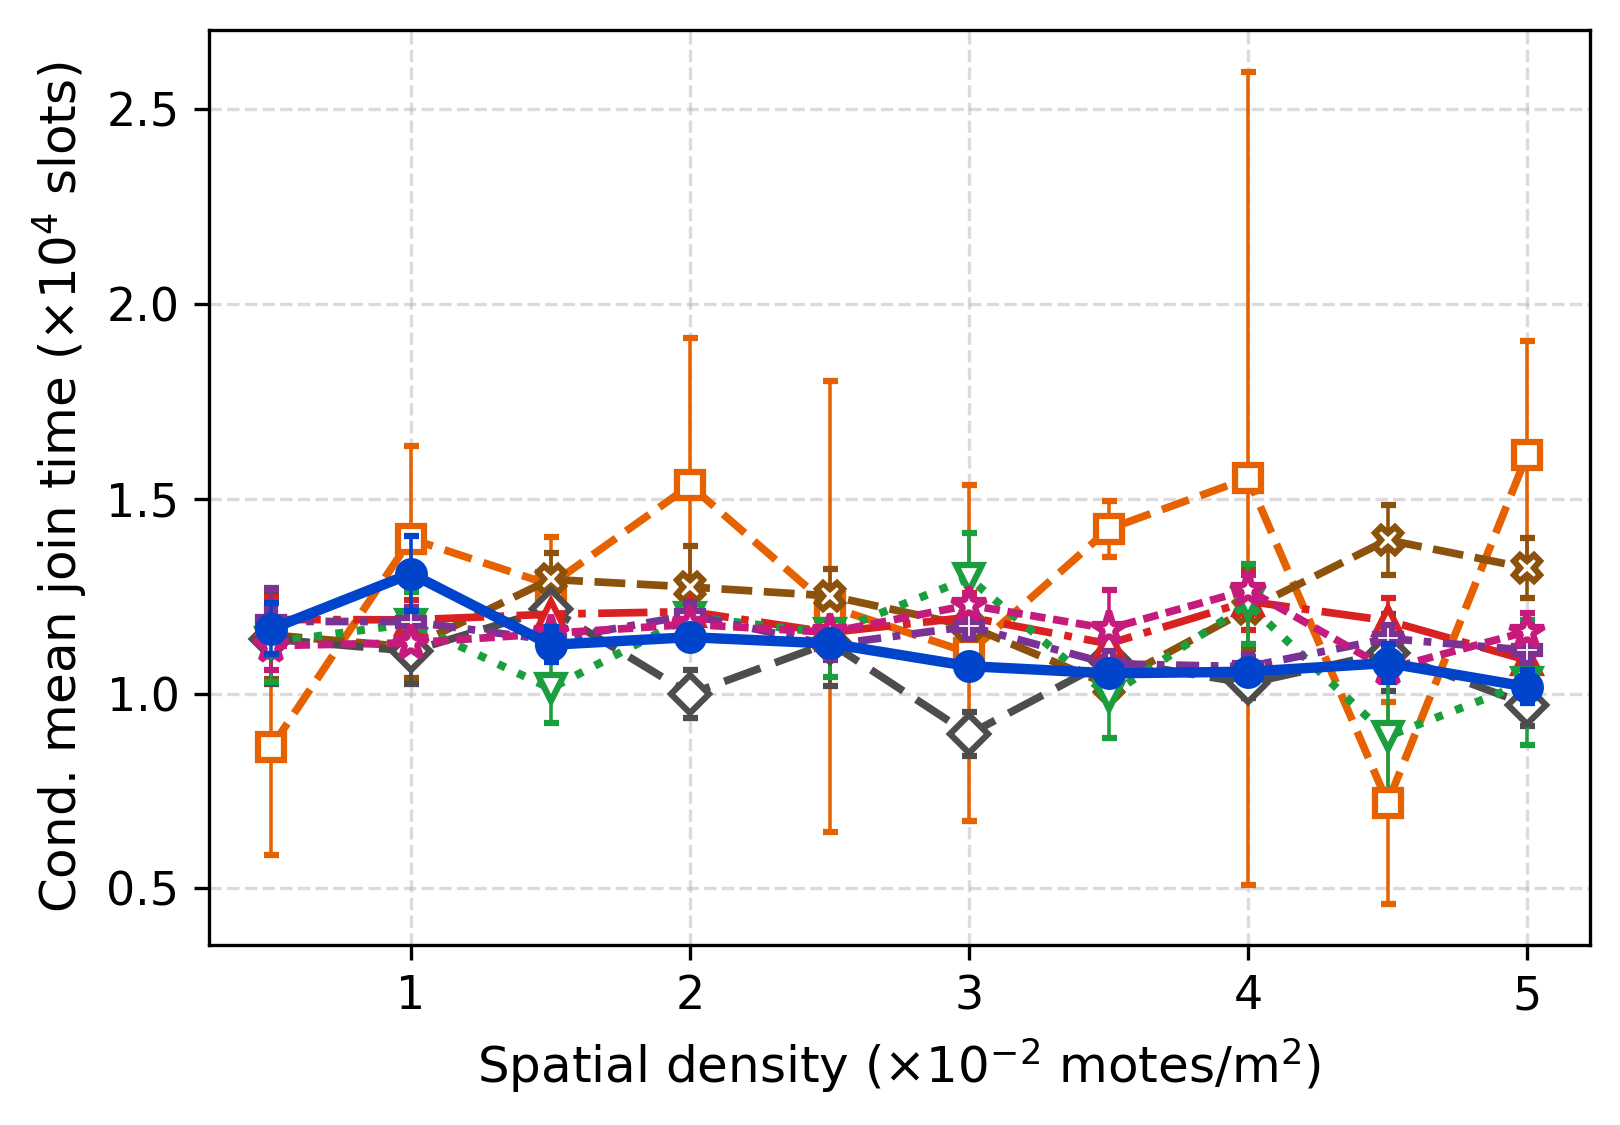 Cond. mean join time (×10⁴ slots)
2.5
2.0
1.5
1.0
0.5
1 2 3 4 5
Spatial density (×10⁻² motes/m²)